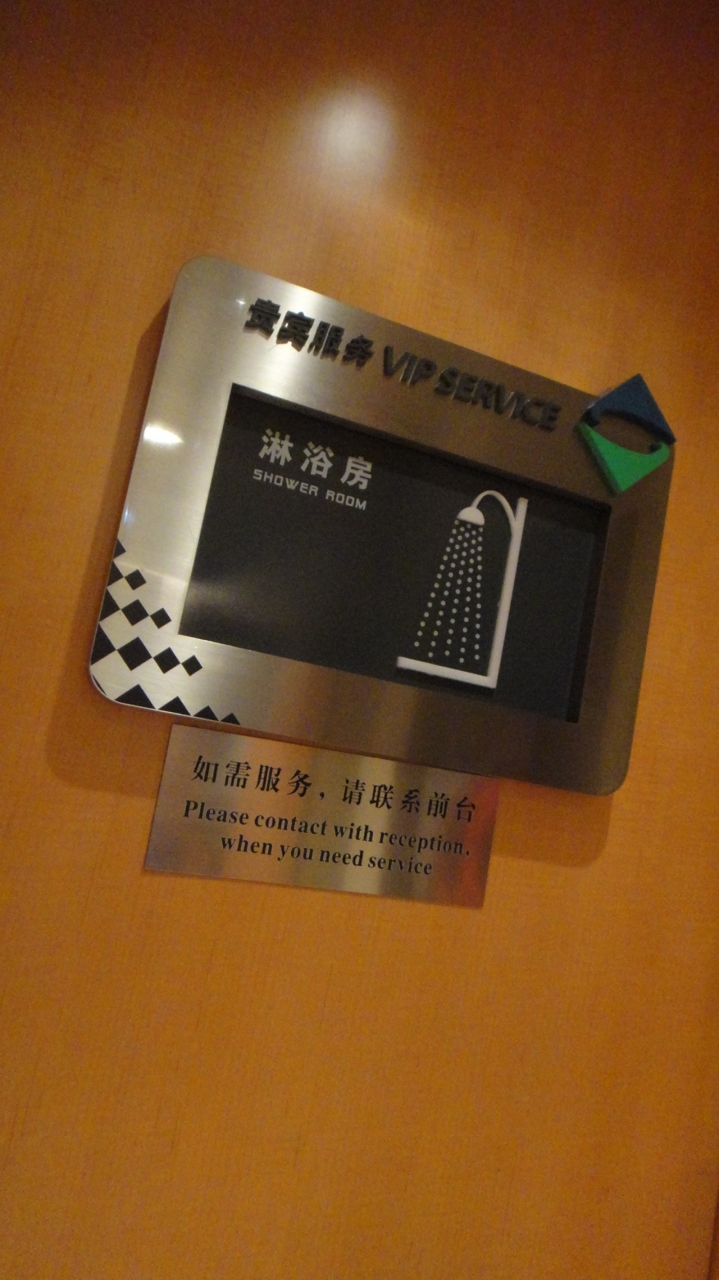 贵宾服务 VIP SERVICE
淋浴房
SHOWER ROOM
如需服务，请联系前台
Please contact with reception,
when you need service